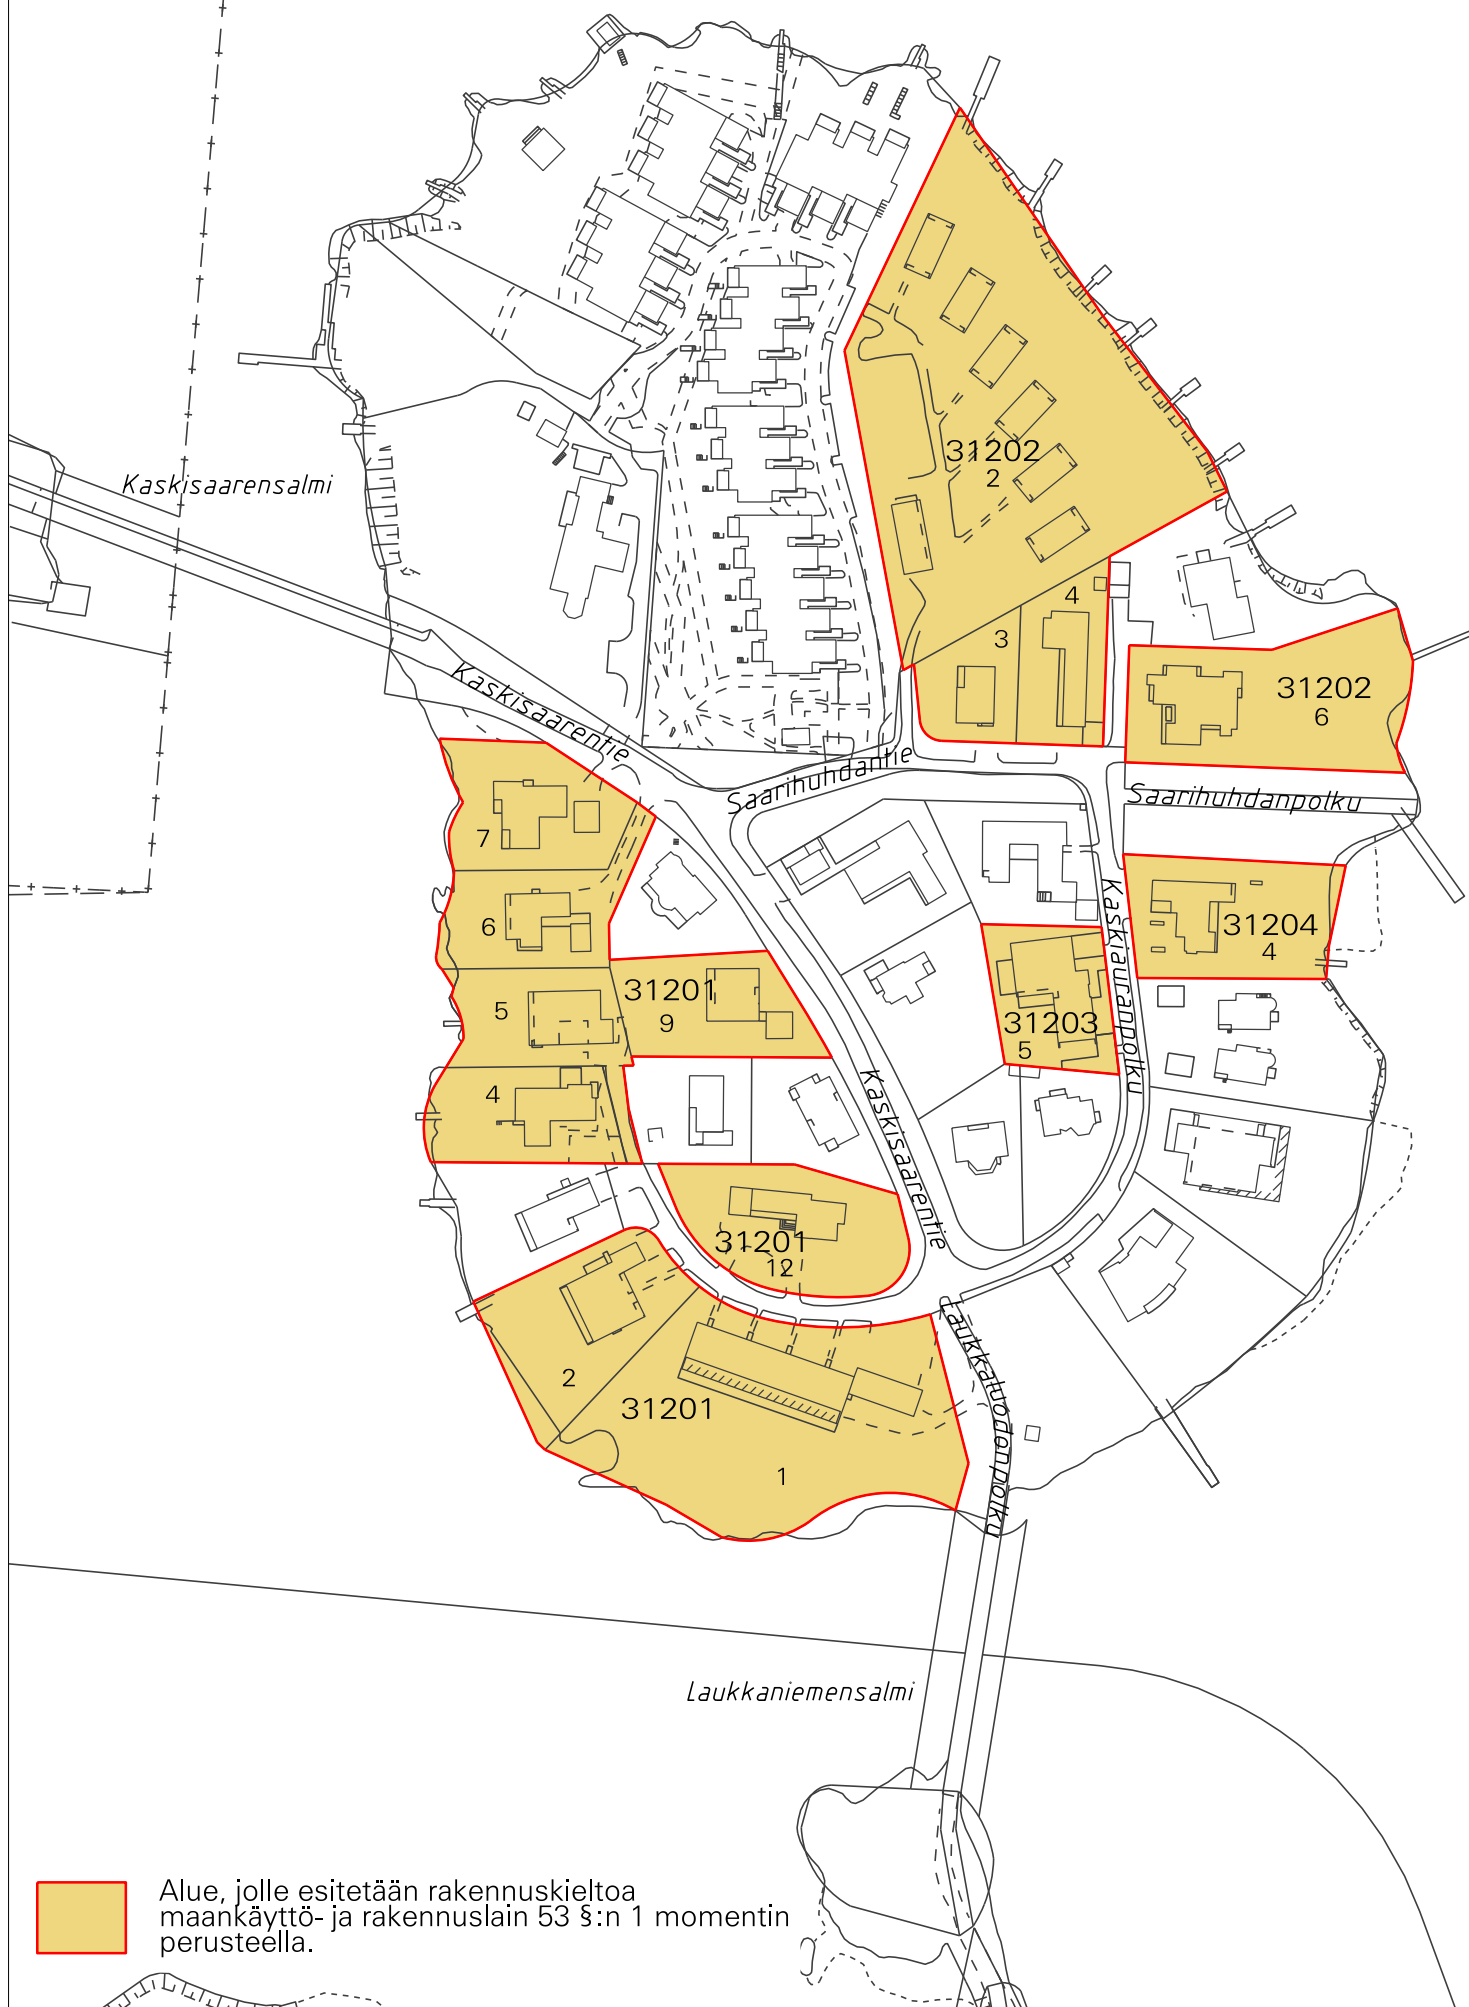 31202
2
Kaskisaarensalmi
4
3
Kaskisaarentie
31202
6
Saarihuhdantie
Saarihuhdanpolku
7
6
31204
4
Kaskiauranpolku
31201
9
5
31203
5
4
Kaskisaarentie
31201
12
Laukkaluodonpolku
2
31201
1
Laukkaniemensalmi
Alue, jolle esitetään rakennuskieltoa
maankäyttö- ja rakennuslain 53 §:n 1 momentin
perusteella.